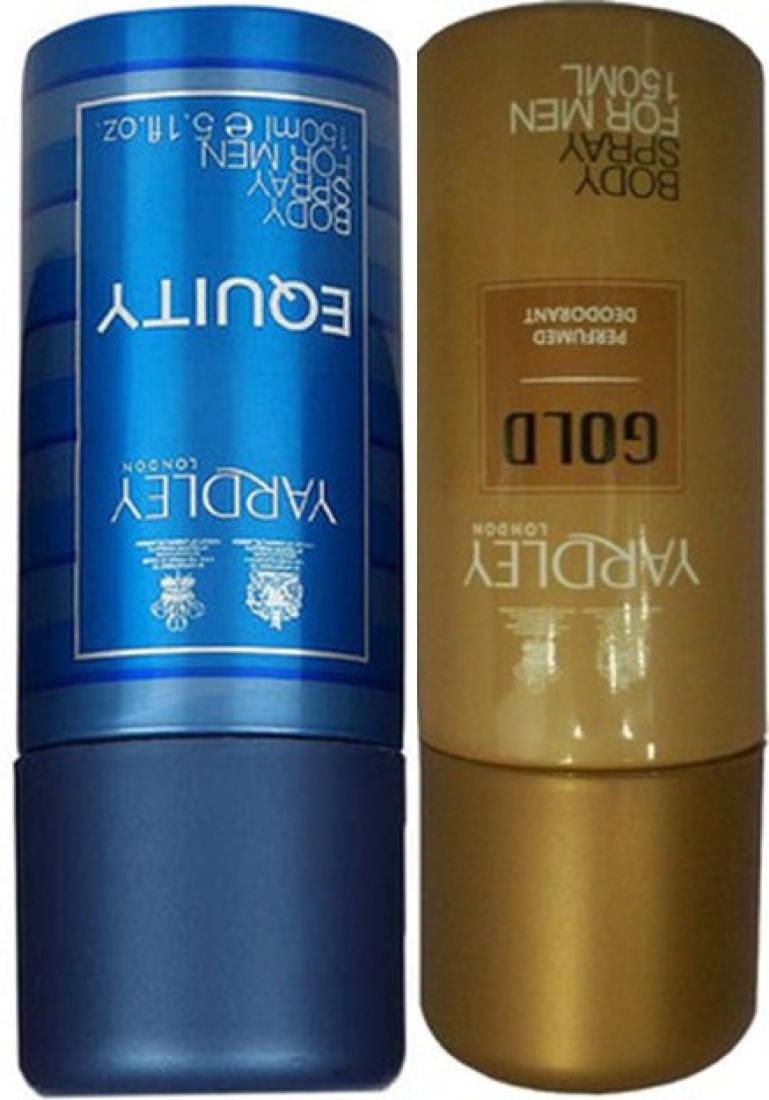 YARDLEY
LONDON
GOLD
PERFUMED
DEODORANT
BODY
SPRAY
FOR MEN
150ML
YARDLEY
LONDON
EQUITY
BODY
SPRAY
FOR MEN
150ml e 5.1fl.oz.